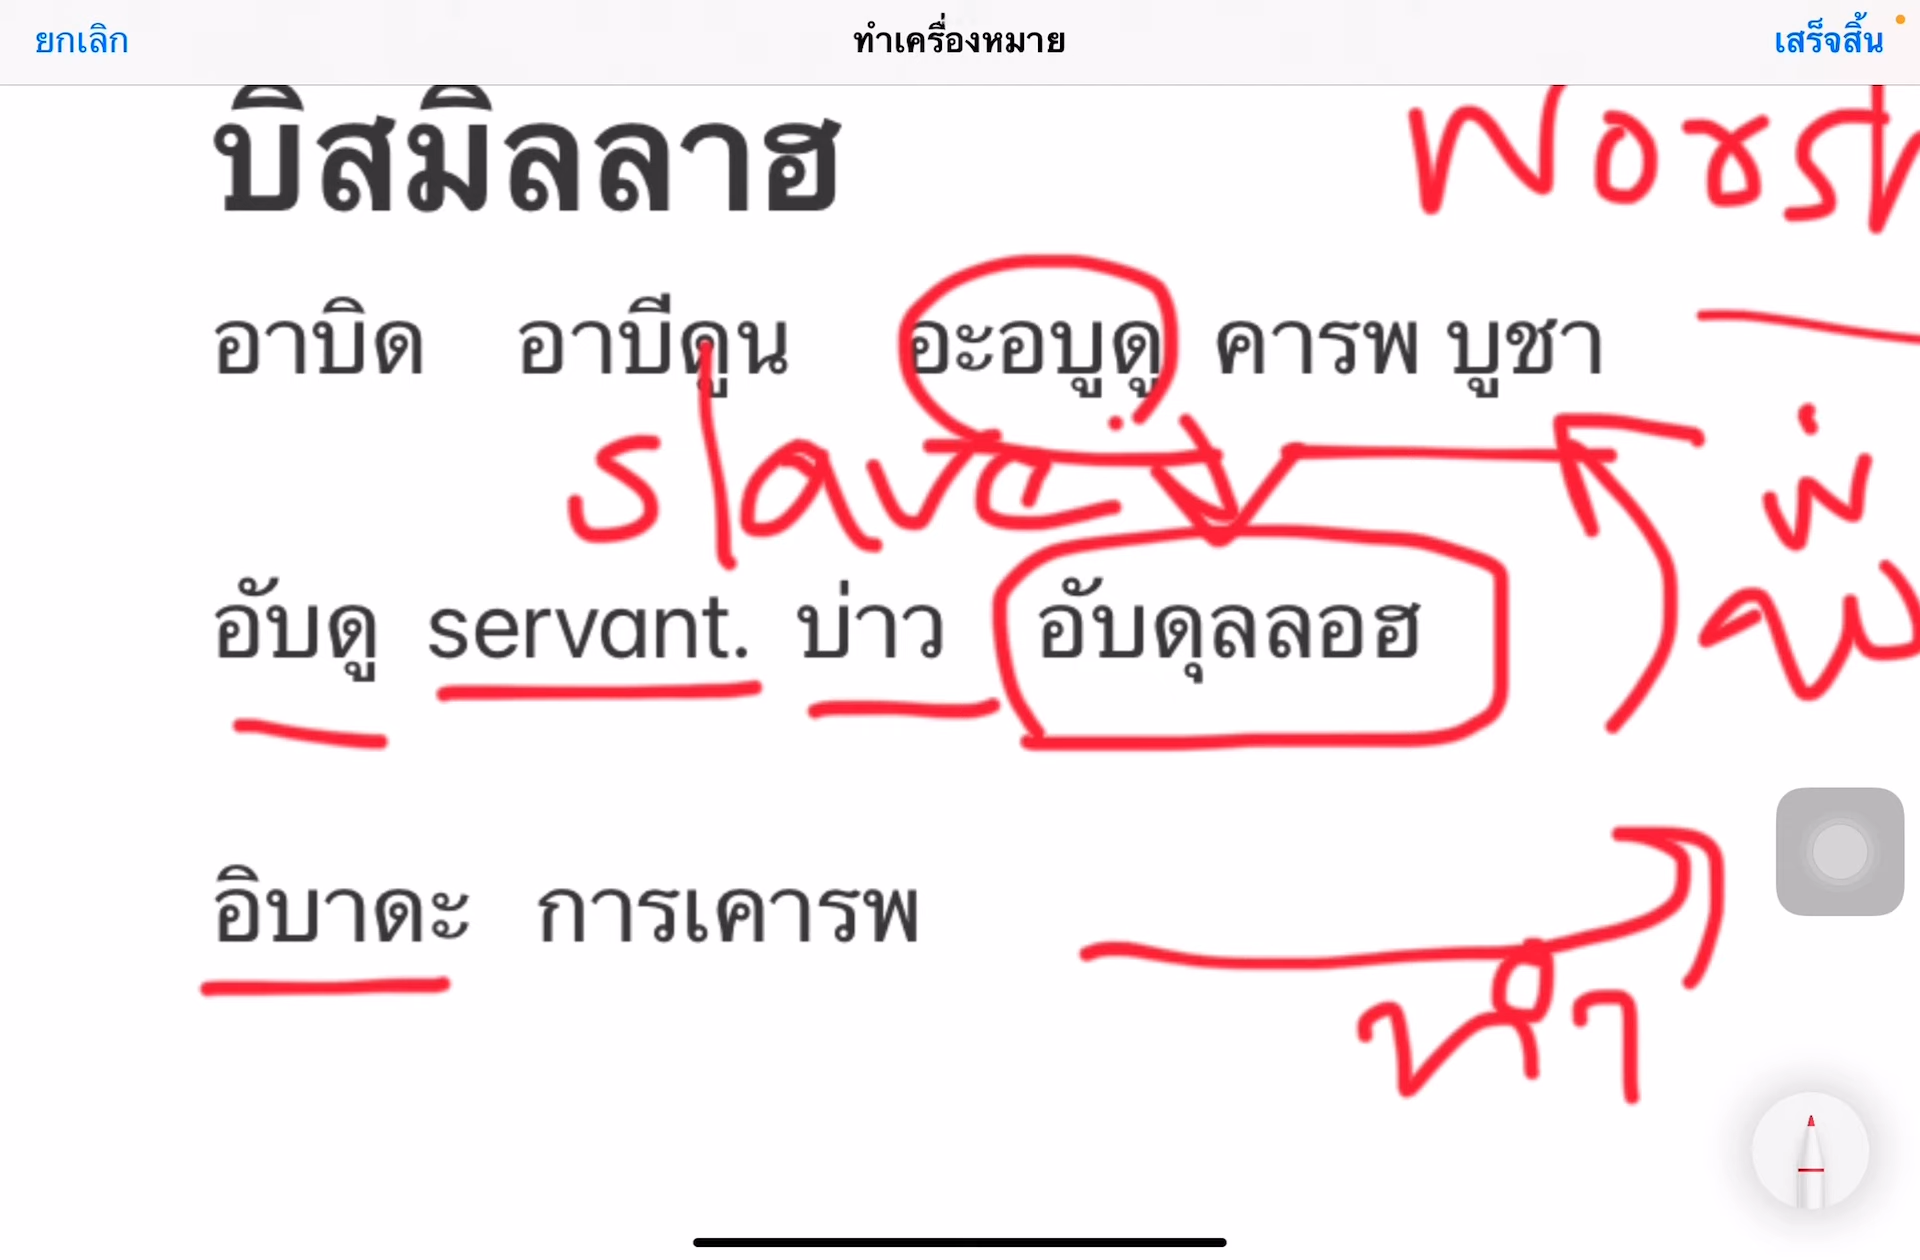 ยกเลิก ทำเครื่องหมาย เสร็จสิ้น
บิสมิลลาฮ
อาบิด อาบีดูน อะอบูดู คารพ บูชา
slave
อับดู servant. บ่าว อับดุลลอฮ
อิบาดะ การเคารพ
ทำ